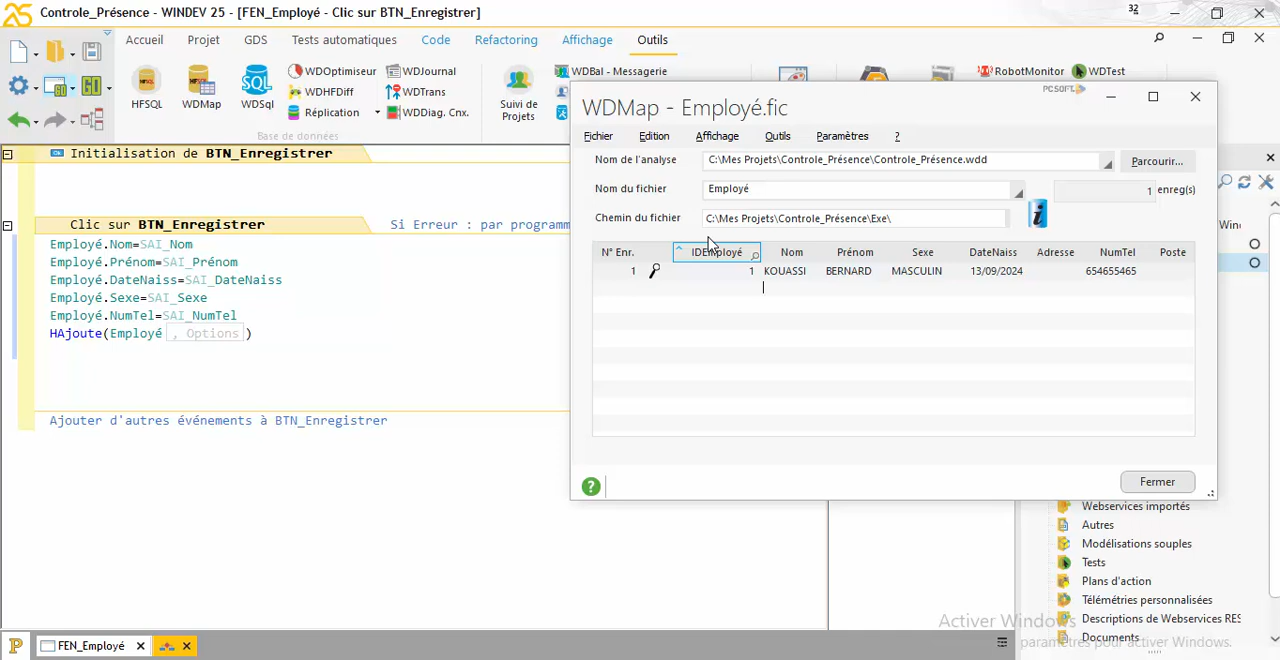 25 Controle_Présence - WINDEV 25 - [FEN_Employé - Clic sur BTN_Enregistrer]
32
Accueil Projet GDS Tests automatiques Code Refactoring Affichage Outils
WDOptimiseur WDJournal WDBal - Messagerie RobotMonitor WDTest
WDHFDiff WDTrans
HFSQL WDMap WDSql Réplication WDDiag. Cnx. Suivi de Projets
Base de données
WDMap - Employé.fic
PCSOFT
Fichier Edition Affichage Outils Paramètres ?
Nom de l'analyse C:\Mes Projets\Controle_Présence\Controle_Présence.wdd Parcourir...
Nom du fichier Employé 1 enreg(s)
Chemin du fichier C:\Mes Projets\Controle_Présence\Exe\
N° Enr. IDEmployé Nom Prénom Sexe DateNaiss Adresse NumTel Poste
1 1 KOUASSI BERNARD MASCULIN 13/09/2024 654655465
Fermer
Initialisation de BTN_Enregistrer
Clic sur BTN_Enregistrer Si Erreur : par programm
Employé.Nom=SAI_Nom
Employé.Prénom=SAI_Prénom
Employé.DateNaiss=SAI_DateNaiss
Employé.Sexe=SAI_Sexe
Employé.NumTel=SAI_NumTel
HAjoute(Employé , Options )
Ajouter d'autres événements à BTN_Enregistrer
Win
Webservices importés
Autres
Modélisations souples
Tests
Plans d'action
Télémétries personnalisées
Descriptions de Webservices RES
Documents
Activer Windows
paramètres pour activer Windows.
FEN_Employé